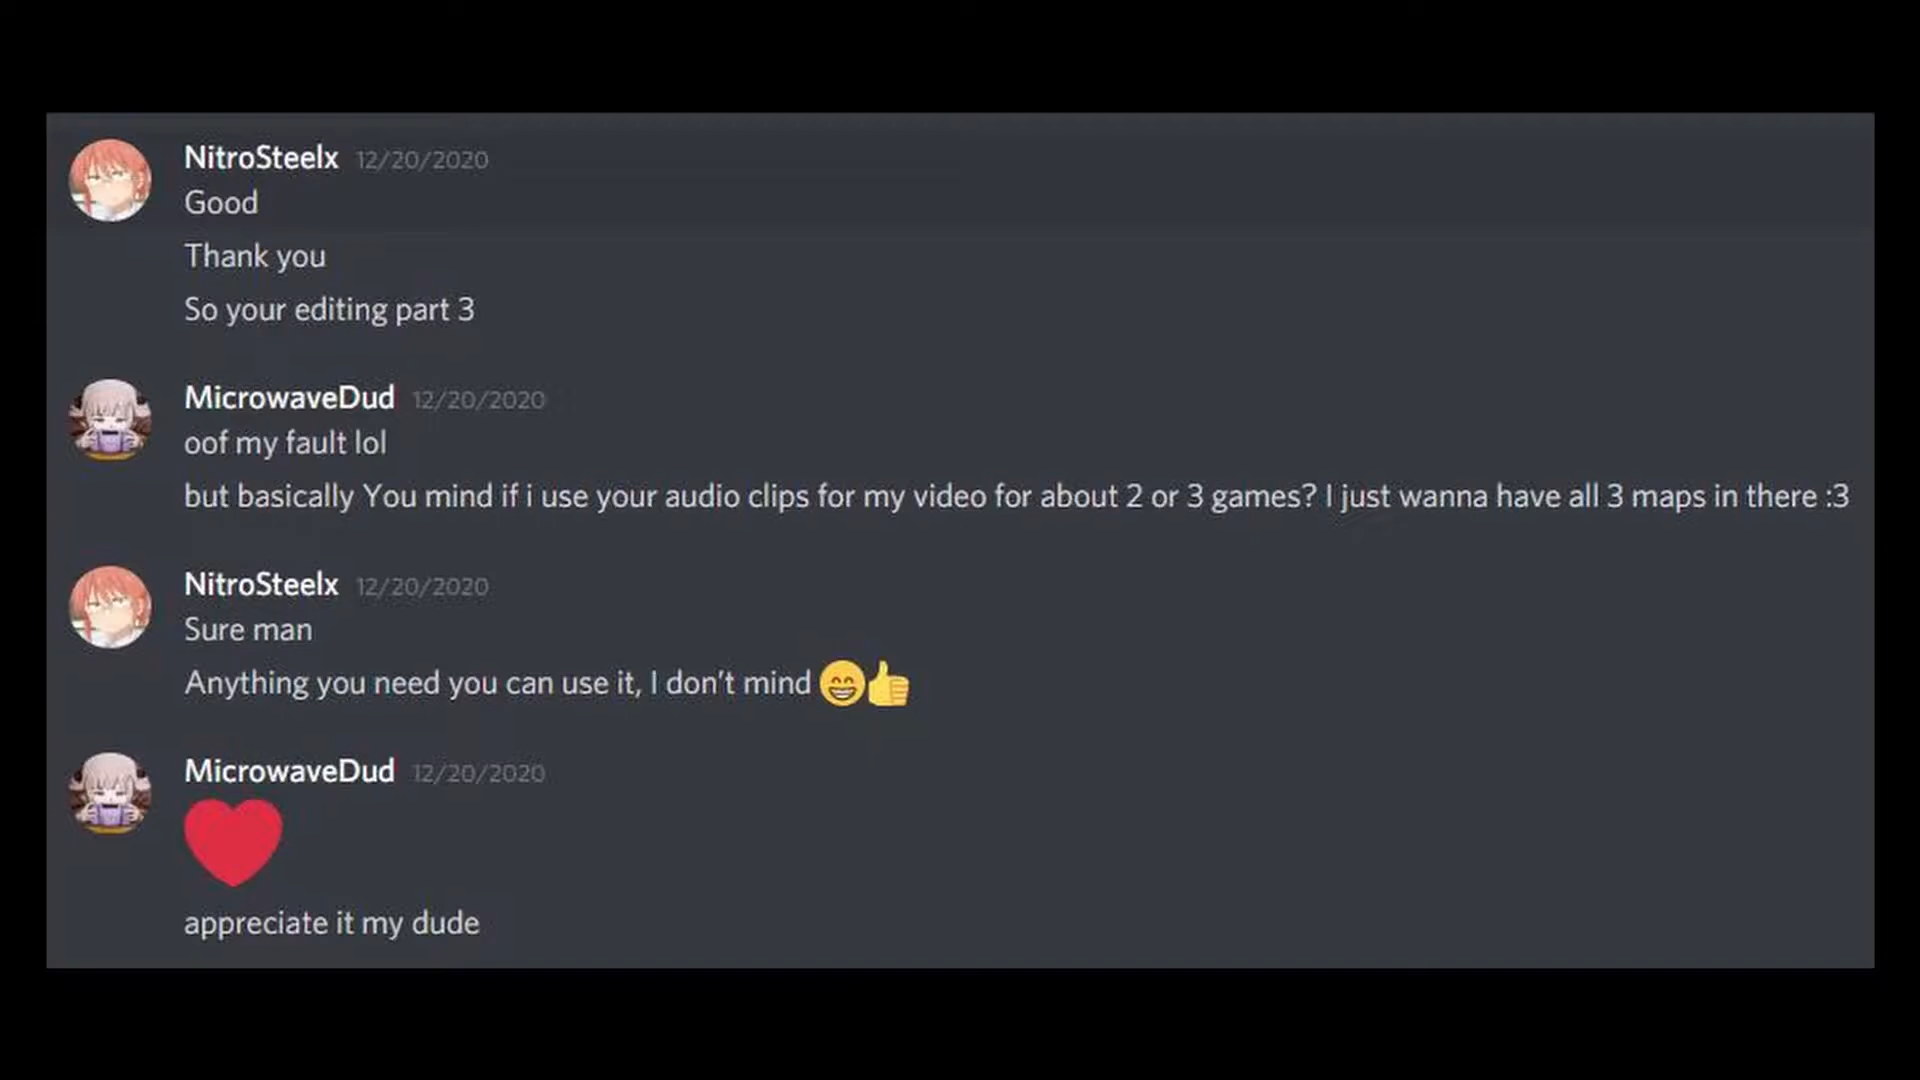 NitroSteelx 12/20/2020
Good
Thank you
So your editing part 3
MicrowaveDud 12/20/2020
oof my fault lol
but basically You mind if i use your audio clips for my video for about 2 or 3 games? I just wanna have all 3 maps in there :3
NitroSteelx 12/20/2020
Sure man
Anything you need you can use it, I don't mind 😄👍
MicrowaveDud 12/20/2020
❤️
appreciate it my dude